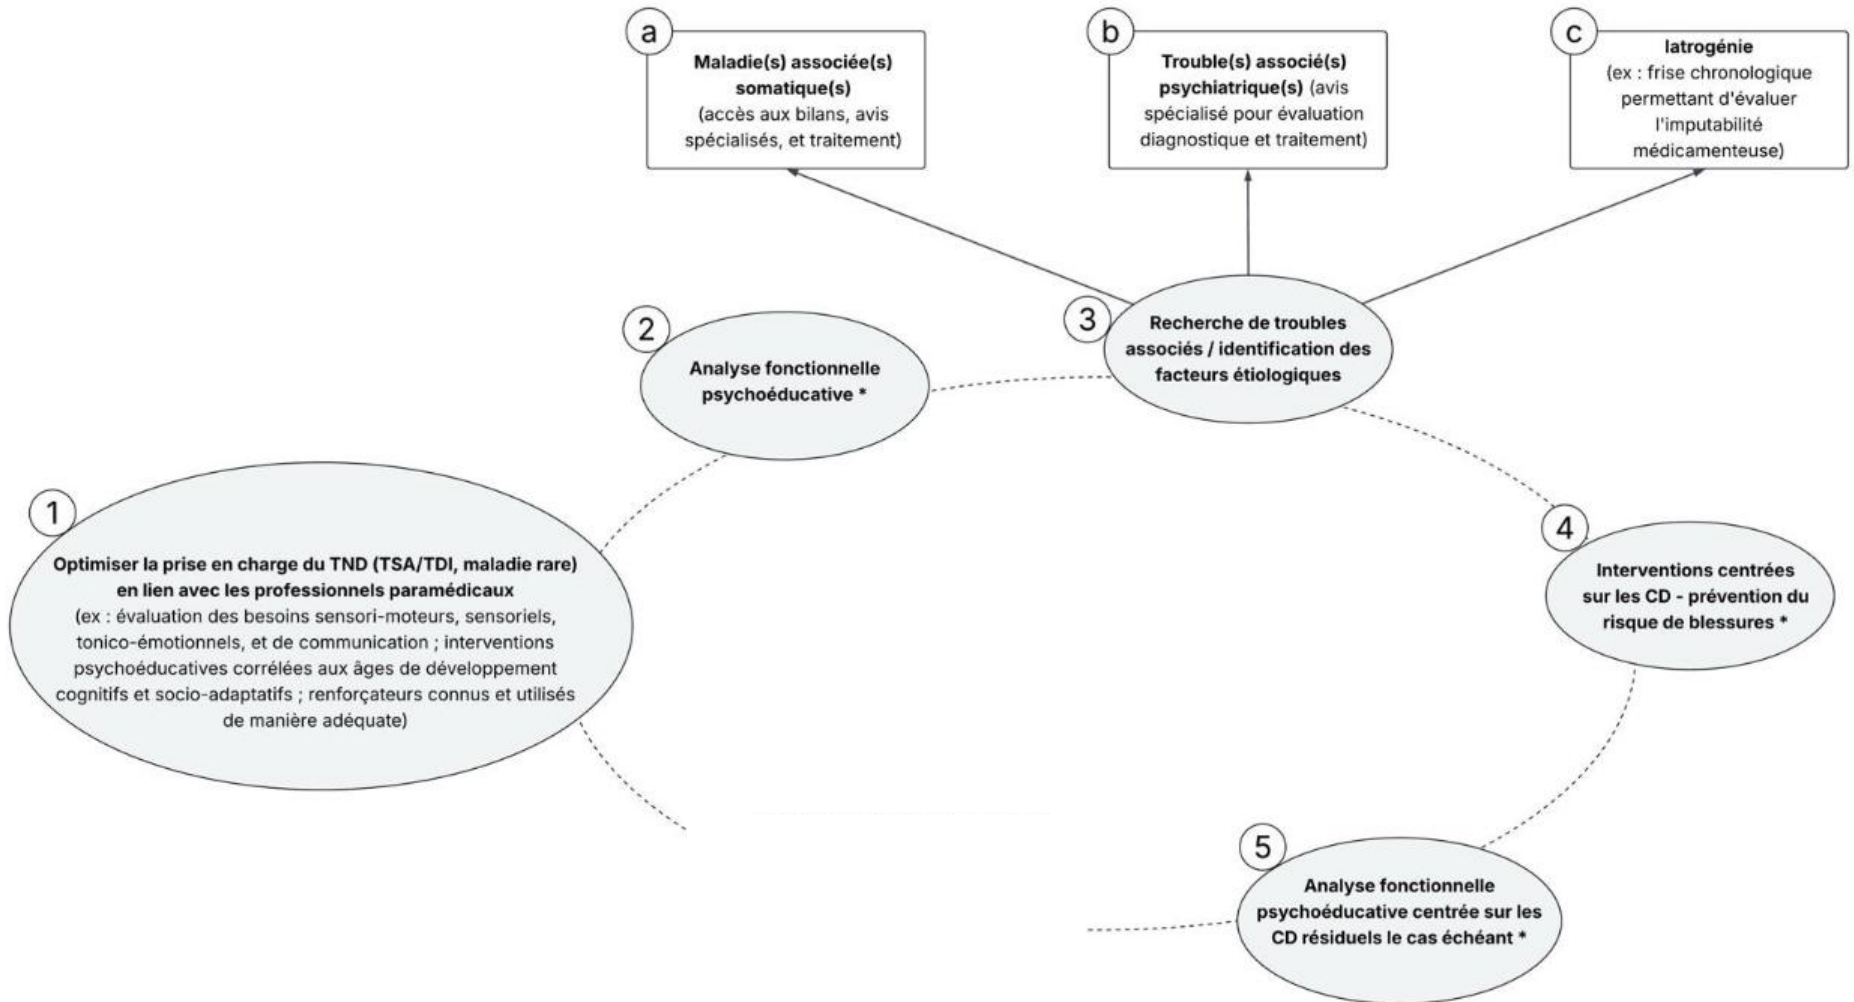 a
Maladie(s) associée(s)
somatique(s)
(accès aux bilans, avis
spécialisés, et traitement)
b
Trouble(s) associé(s)
psychiatrique(s) (avis
spécialisé pour évaluation
diagnostique et traitement)
c
Iatrogénie
(ex : frise chronologique
permettant d'évaluer
l'imputabilité
médicamenteuse)
1
Optimiser la prise en charge du TND (TSA/TDI, maladie rare)
en lien avec les professionnels paramédicaux
(ex : évaluation des besoins sensori-moteurs, sensoriels,
tonico-émotionnels, et de communication ; interventions
psychoéducatives corrélées aux âges de développement
cognitifs et socio-adaptatifs ; renforçateurs connus et utilisés
de manière adéquate)
2
Analyse fonctionnelle
psychoéducative *
3
Recherche de troubles
associés / identification des
facteurs étiologiques
4
Interventions centrées
sur les CD - prévention du
risque de blessures *
5
Analyse fonctionnelle
psychoéducative centrée sur les
CD résiduels le cas échéant *